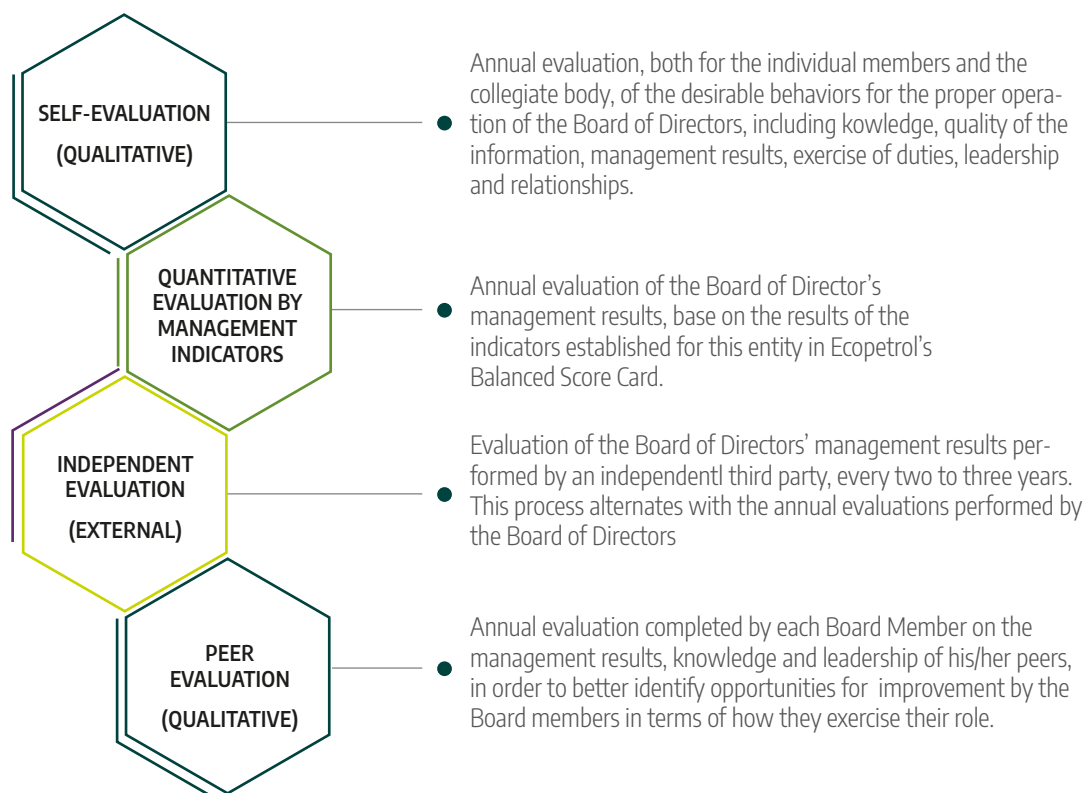 SELF-EVALUATION
(QUALITATIVE)
Annual evaluation, both for the individual members and the
collegiate body, of the desirable behaviors for the proper opera-
tion of the Board of Directors, including kowledge, quality of the
information, management results, exercise of duties, leadership
and relationships.
QUANTITATIVE
EVALUATION BY
MANAGEMENT
INDICATORS
Annual evaluation of the Board of Director’s
management results, base on the results of the
indicators established for this entity in Ecopetrol’s
Balanced Score Card.
INDEPENDENT
EVALUATION
(EXTERNAL)
Evaluation of the Board of Directors’ management results per-
formed by an independentl third party, every two to three years.
This process alternates with the annual evaluations performed by
the Board of Directors
PEER
EVALUATION
(QUALITATIVE)
Annual evaluation completed by each Board Member on the
management results, knowledge and leadership of his/her peers,
in order to better identify opportunities for improvement by the
Board members in terms of how they exercise their role.